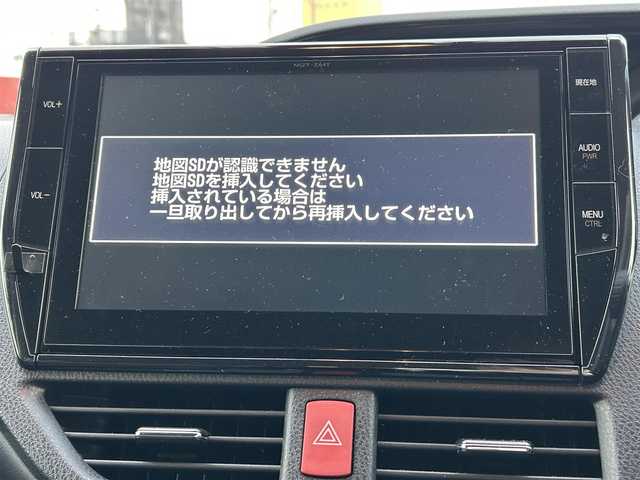 NSZT-ZA4T
VOL+
VOL-
地図SDが認識できません
地図SDを挿入してください
挿入されている場合は
一旦取り出してから再挿入してください
現在地
AUDIO
PWR
MENU
CTRL